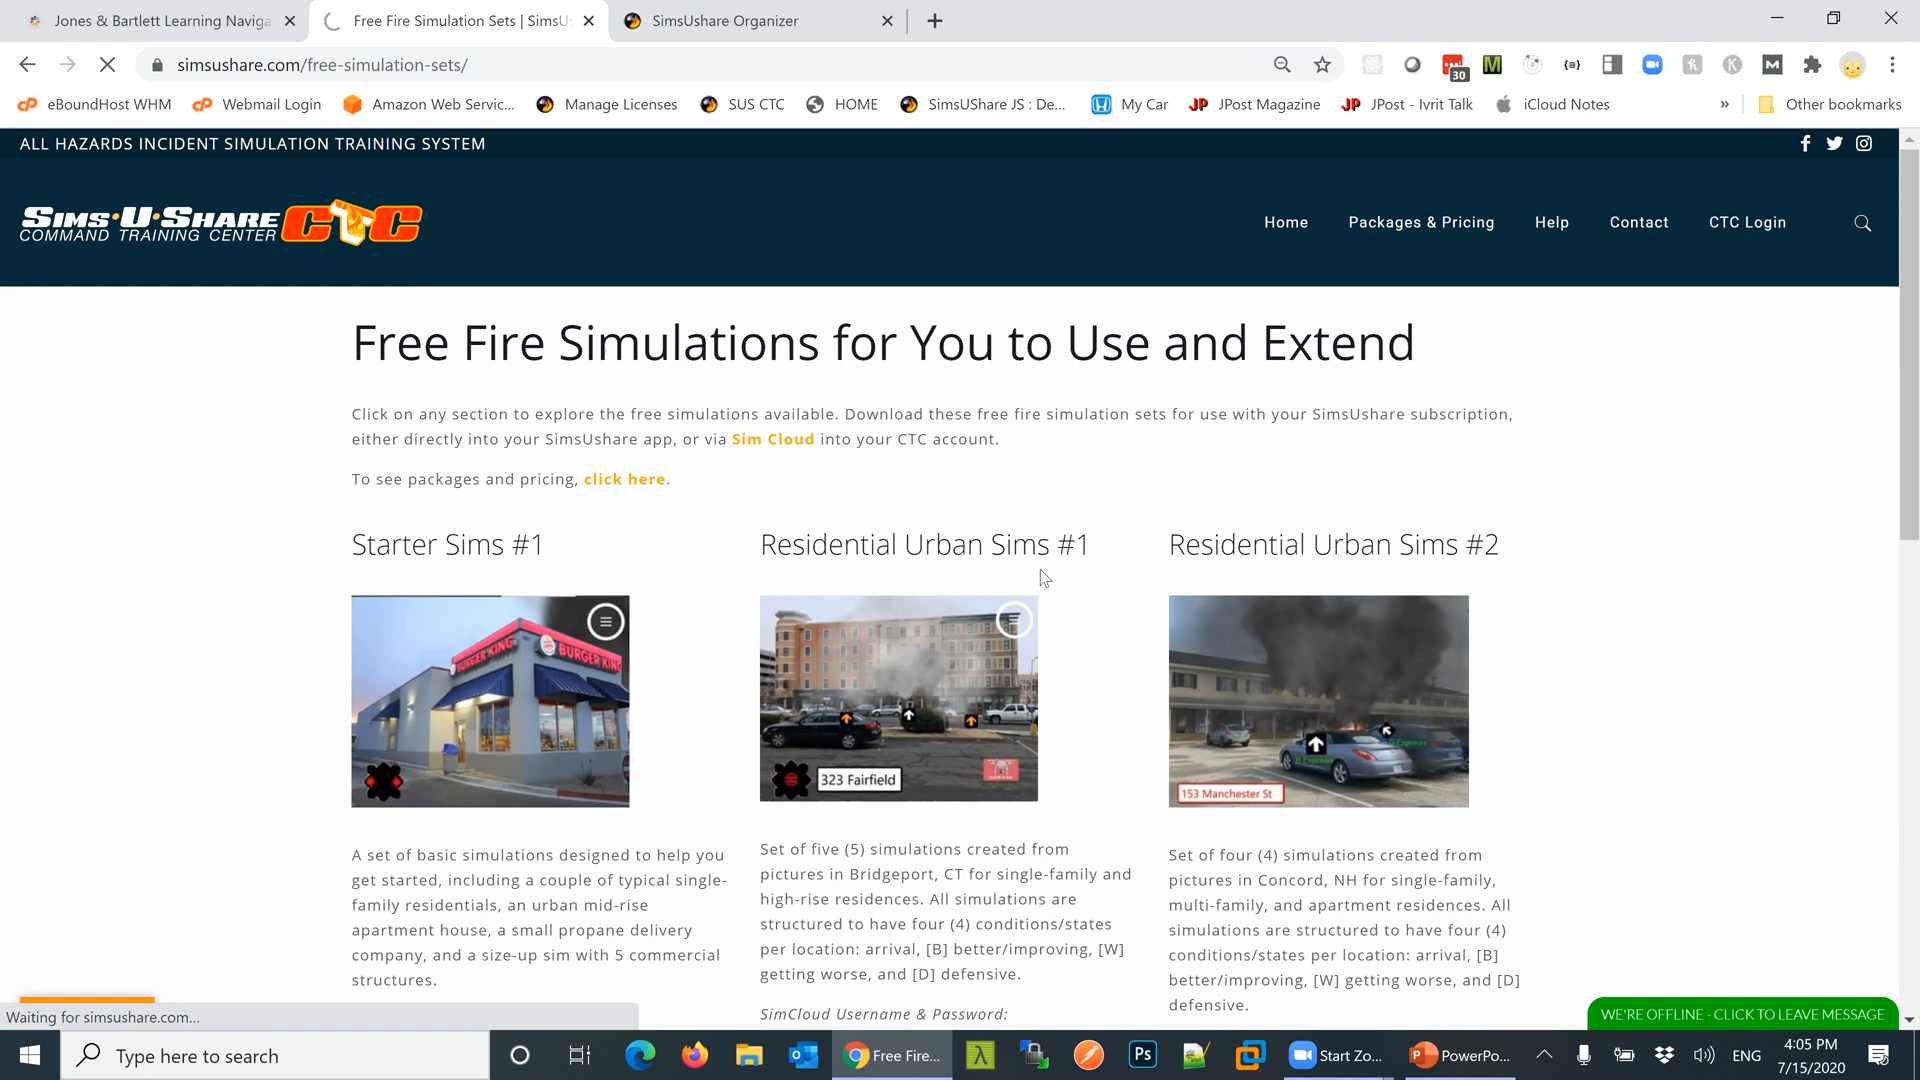 Jones & Bartlett Learning Naviga
Free Fire Simulation Sets | SimsU
SimsUshare Organizer
simsushare.com/free-simulation-sets/
30
eBoundHost WHM
Webmail Login
Amazon Web Servic...
Manage Licenses
SUS CTC
HOME
SimsUShare JS : De...
My Car
JP JPost Magazine
JP JPost - Ivrit Talk
iCloud Notes
»
Other bookmarks
ALL HAZARDS INCIDENT SIMULATION TRAINING SYSTEM
SIMS·U·SHARE CTC
COMMAND TRAINING CENTER
Home
Packages & Pricing
Help
Contact
CTC Login
Free Fire Simulations for You to Use and Extend
Click on any section to explore the free simulations available. Download these free fire simulation sets for use with your SimsUshare subscription,
either directly into your SimsUshare app, or via Sim Cloud into your CTC account.
To see packages and pricing, click here.
Starter Sims #1
BURGER KING
BURGER KING
A set of basic simulations designed to help you
get started, including a couple of typical single-
family residentials, an urban mid-rise
apartment house, a small propane delivery
company, and a size-up sim with 5 commercial
structures.
Residential Urban Sims #1
323 Fairfield
Set of five (5) simulations created from
pictures in Bridgeport, CT for single-family and
high-rise residences. All simulations are
structured to have four (4) conditions/states
per location: arrival, [B] better/improving, [W]
getting worse, and [D] defensive.
SimCloud Username & Password:
Residential Urban Sims #2
D Exposure
D Exposure
153 Manchester St
Set of four (4) simulations created from
pictures in Concord, NH for single-family,
multi-family, and apartment residences. All
simulations are structured to have four (4)
conditions/states per location: arrival, [B]
better/improving, [W] getting worse, and [D]
defensive.
Waiting for simsushare.com...
WE'RE OFFLINE - CLICK TO LEAVE MESSAGE
Type here to search
Free Fire...
Ps
Start Zo...
PowerPo...
ENG
4:05 PM
7/15/2020